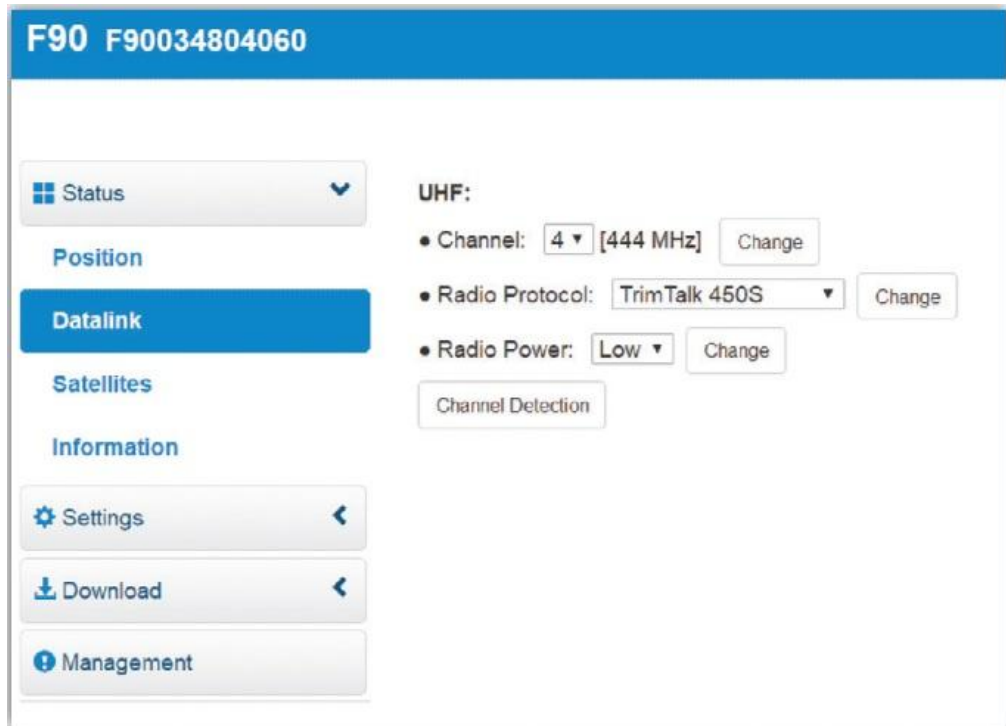 F90 F90034804060
Status
Position
Datalink
Satellites
Information
Settings
Download
Management
UHF:
• Channel: 4 [444 MHz] Change
• Radio Protocol: TrimTalk 450S Change
• Radio Power: Low Change
Channel Detection